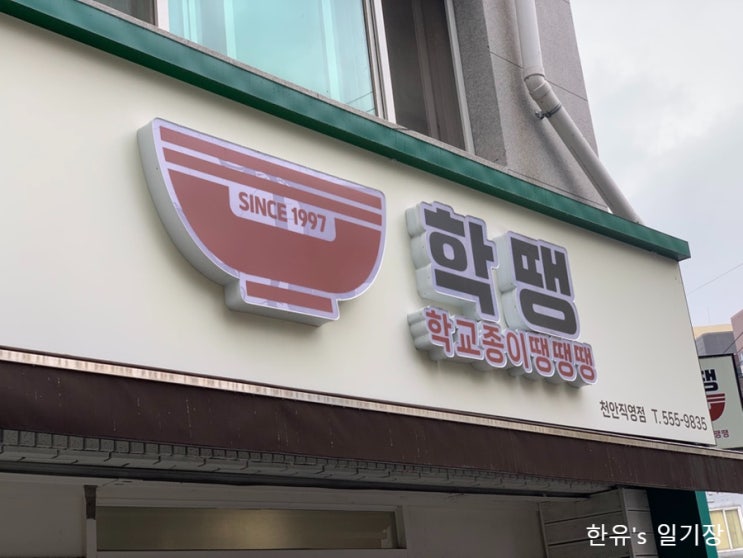 SINCE 1997
학땡
학교종이땡땡땡
천안직영점 T. 555-9835
한유's 일기장